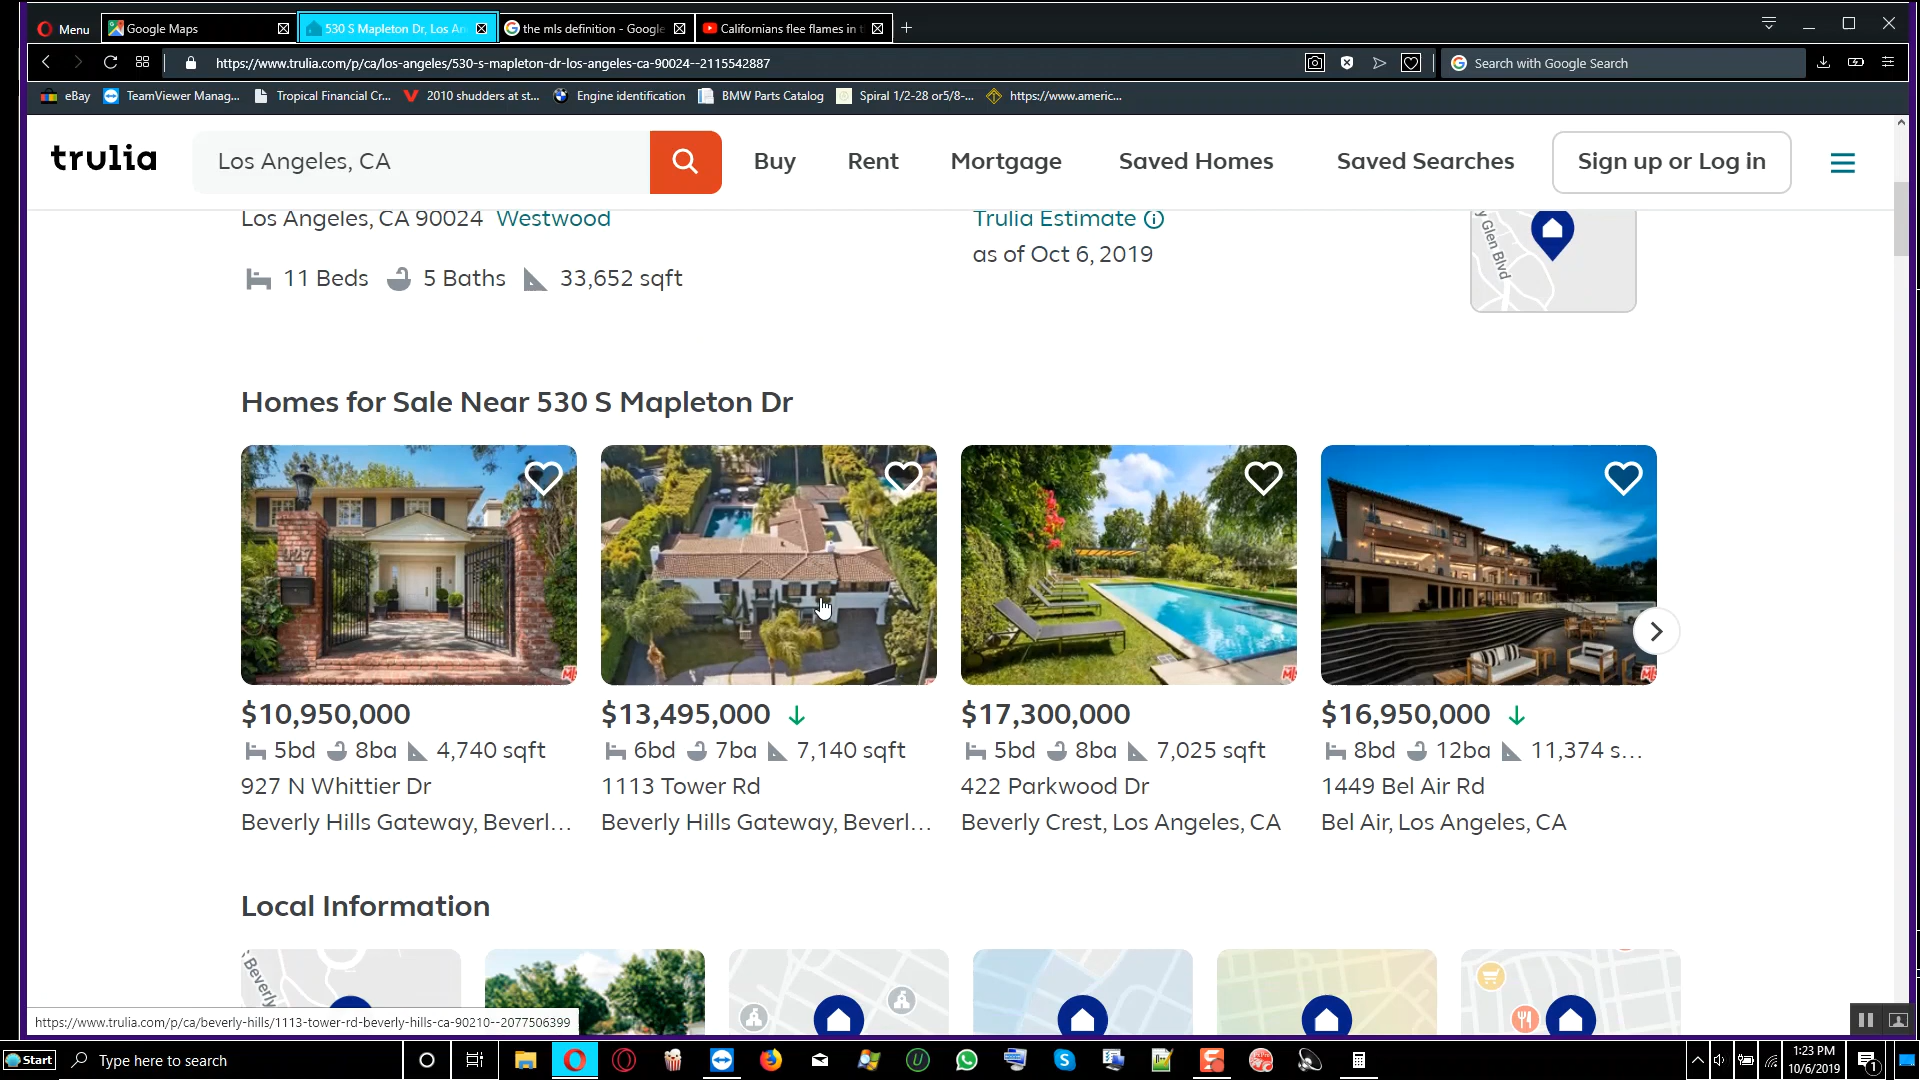 Menu
Google Maps
530 S Mapleton Dr, Los An
the mls definition - Google
Californians flee flames in t
https://www.trulia.com/p/ca/los-angeles/530-s-mapleton-dr-los-angeles-ca-90024--2115542887
Search with Google Search
eBay
TeamViewer Manag...
Tropical Financial Cr...
2010 shudders at st...
Engine identification
BMW Parts Catalog
Spiral 1/2-28 or5/8-...
https://www.americ...
trulia
Los Angeles, CA
Buy
Rent
Mortgage
Saved Homes
Saved Searches
Sign up or Log in
Los Angeles, CA 90024 Westwood
Trulia Estimate
as of Oct 6, 2019
y Glen Blvd
11 Beds 5 Baths 33,652 sqft
Homes for Sale Near 530 S Mapleton Dr
927
$10,950,000
5bd 8ba 4,740 sqft
927 N Whittier Dr
Beverly Hills Gateway, Beverl...
$13,495,000
6bd 7ba 7,140 sqft
1113 Tower Rd
Beverly Hills Gateway, Beverl...
$17,300,000
5bd 8ba 7,025 sqft
422 Parkwood Dr
Beverly Crest, Los Angeles, CA
$16,950,000
8bd 12ba 11,374 s...
1449 Bel Air Rd
Bel Air, Los Angeles, CA
Local Information
Beverly
https://www.trulia.com/p/ca/beverly-hills/1113-tower-rd-beverly-hills-ca-90210--2077506399
Start
Type here to search
1:23 PM
10/6/2019
1